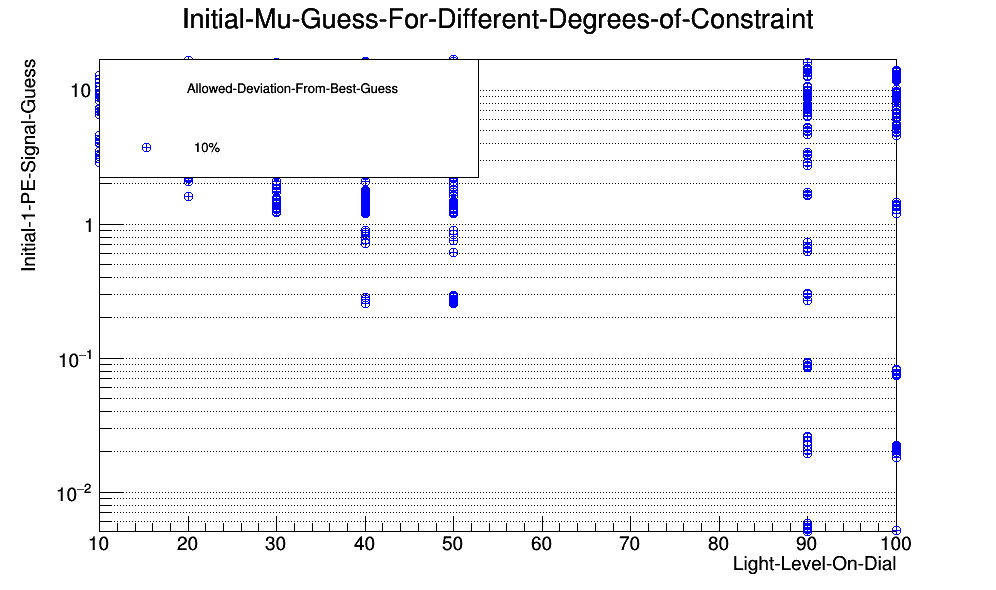 Initial-Mu-Guess-For-Different-Degrees-of-Constraint
Initial-1-PE-Signal-Guess
Allowed-Deviation-From-Best-Guess
10%
10
1
10⁻¹
10⁻²
10 20 30 40 50 60 70 80 90 100
Light-Level-On-Dial